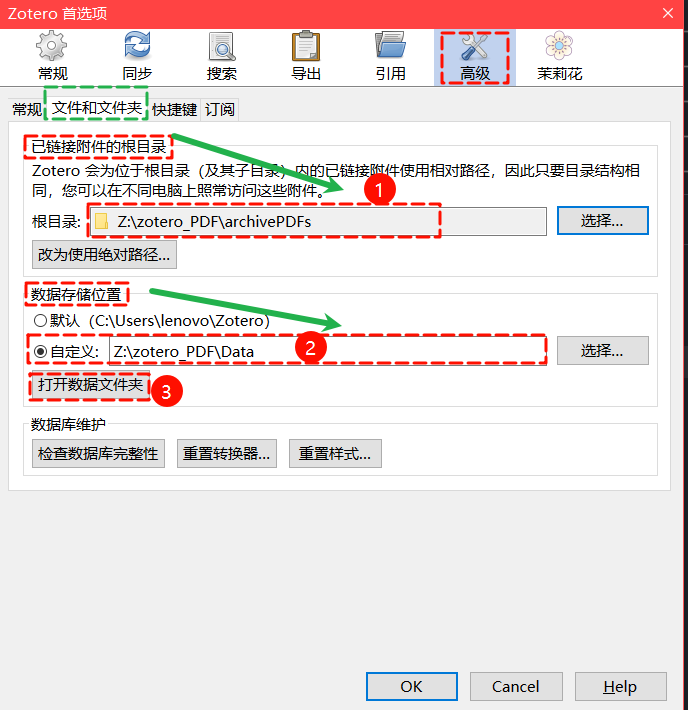 Zotero 首选项
常规
同步
搜索
导出
引用
高级
茉莉花
常规
文件和文件夹
快捷键
订阅
已链接附件的根目录
Zotero 会为位于根目录（及其子目录）内的已链接附件使用相对路径，因此只要目录结构相
同，您可以在不同电脑上照常访问这些附件。
1
根目录:
Z:\zotero_PDF\archivePDFs
选择...
改为使用绝对路径...
数据存储位置
默认（C:\Users\lenovo\Zotero）
自定义:
Z:\zotero_PDF\Data
2
选择...
打开数据文件夹
3
数据库维护
检查数据库完整性
重置转换器...
重置样式...
OK
Cancel
Help